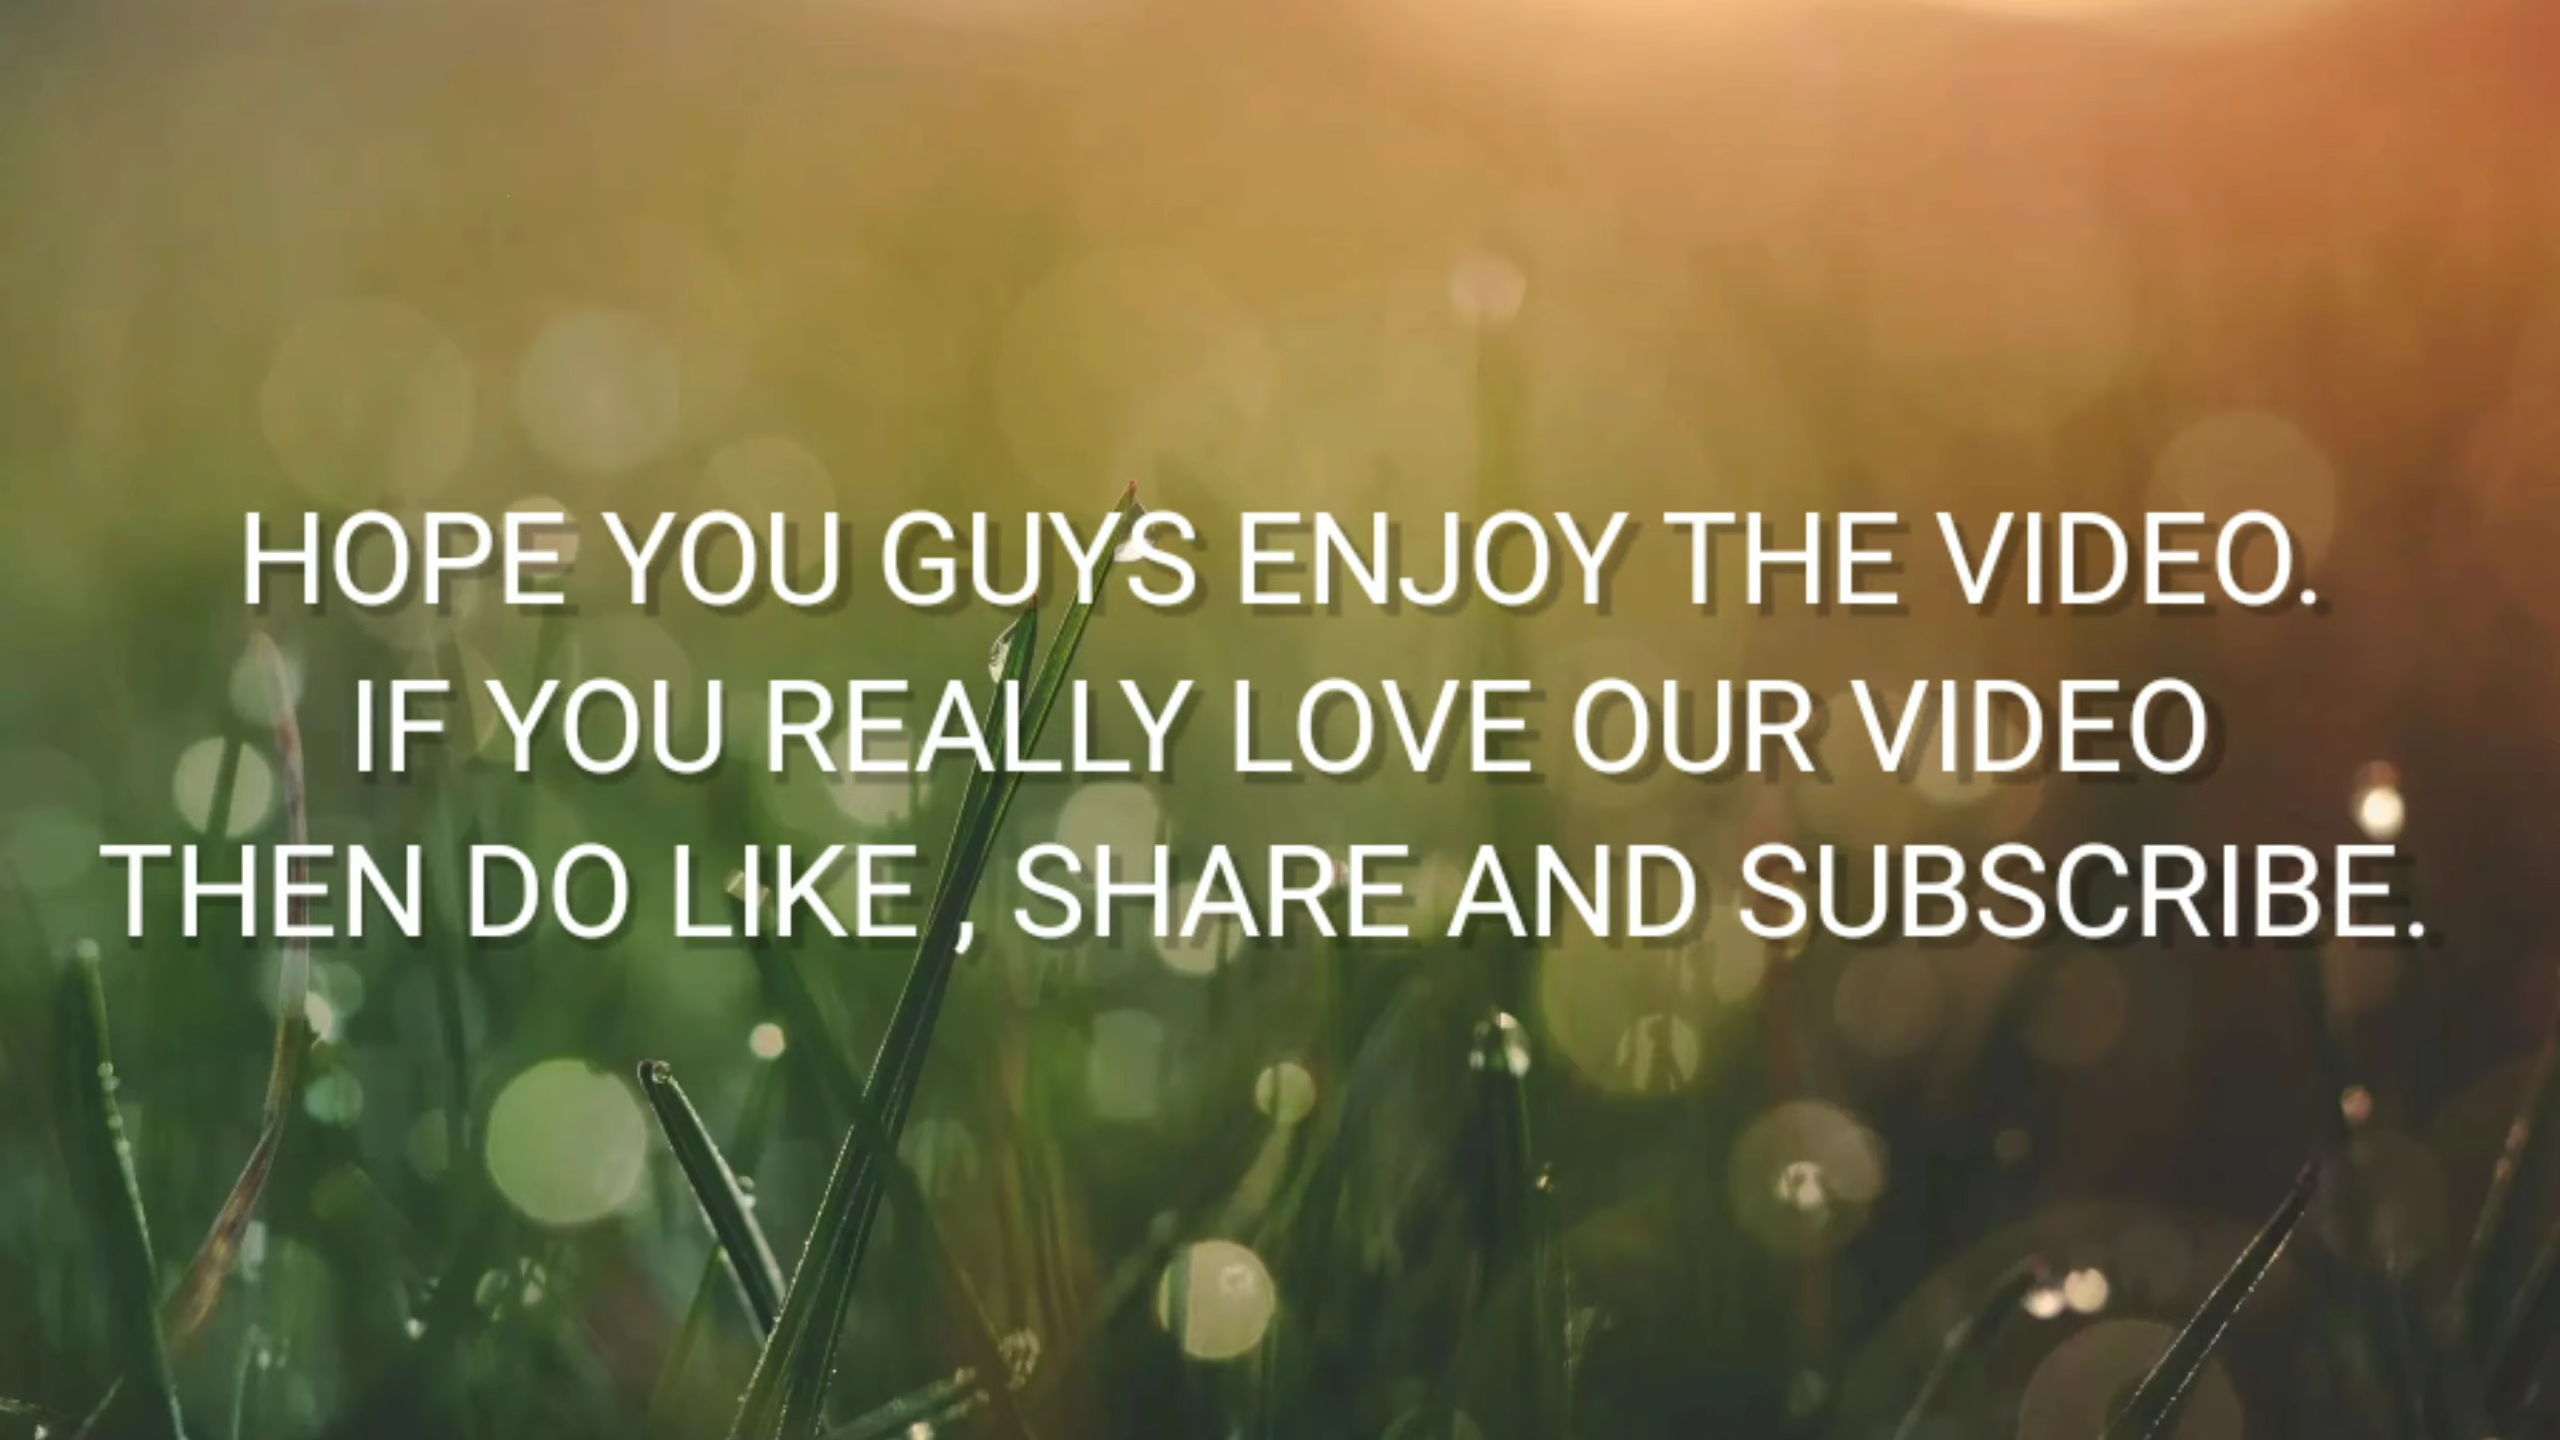 HOPE YOU GUYS ENJOY THE VIDEO.
IF YOU REALLY LOVE OUR VIDEO
THEN DO LIKE , SHARE AND SUBSCRIBE.